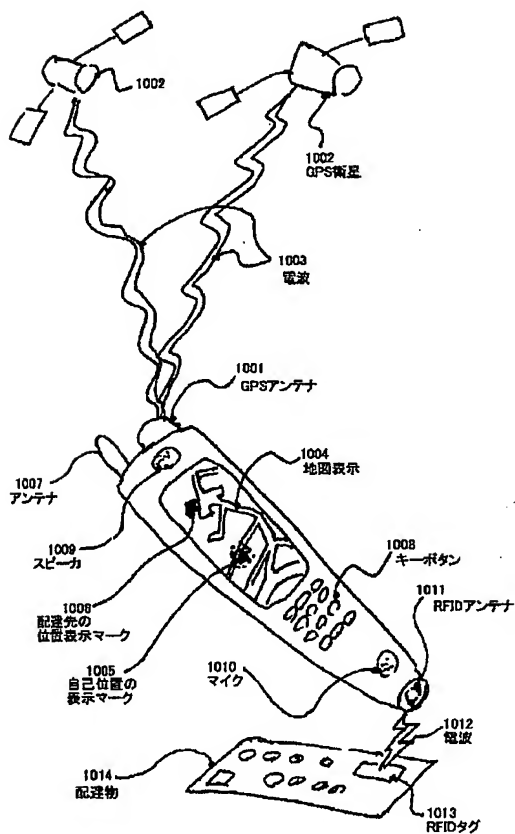 1002
1002
GPS衛星
1003
電波
1001
GPSアンテナ
1004
地図表示
1007
アンテナ
1009
スピーカ
1008
キーボタン
1006
配達先の
位置表示マーク
1011
RFIDアンテナ
1005
自己位置の
表示マーク
1010
マイク
1012
電波
1014
配達物
1013
RFIDタグ